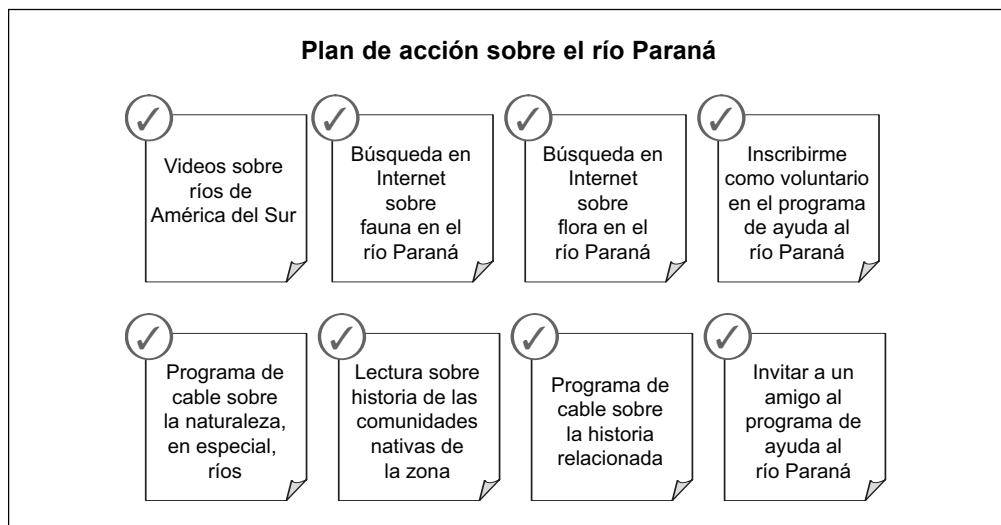 Plan de acción sobre el río Paraná
Videos sobre
ríos de
América del Sur
Búsqueda en
Internet
sobre
fauna en el
río Paraná
Búsqueda en
Internet
sobre
flora en el
río Paraná
Inscribirme
como voluntario
en el programa
de ayuda al
río Paraná
Programa de
cable sobre
la naturaleza,
en especial,
ríos
Lectura sobre
historia de las
comunidades
nativas de
la zona
Programa de
cable sobre
la historia
relacionada
Invitar a un
amigo al
programa de
ayuda al
río Paraná